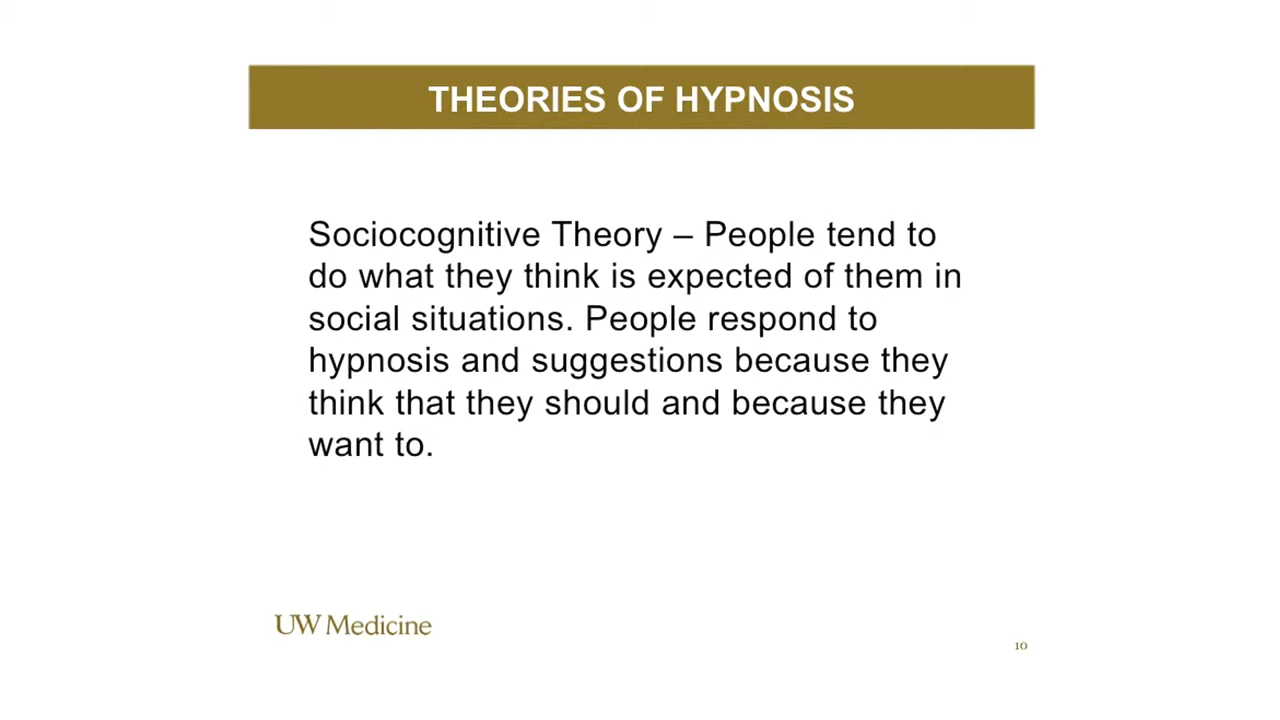 THEORIES OF HYPNOSIS
Sociocognitive Theory – People tend to
do what they think is expected of them in
social situations. People respond to
hypnosis and suggestions because they
think that they should and because they
want to.
UW Medicine
10